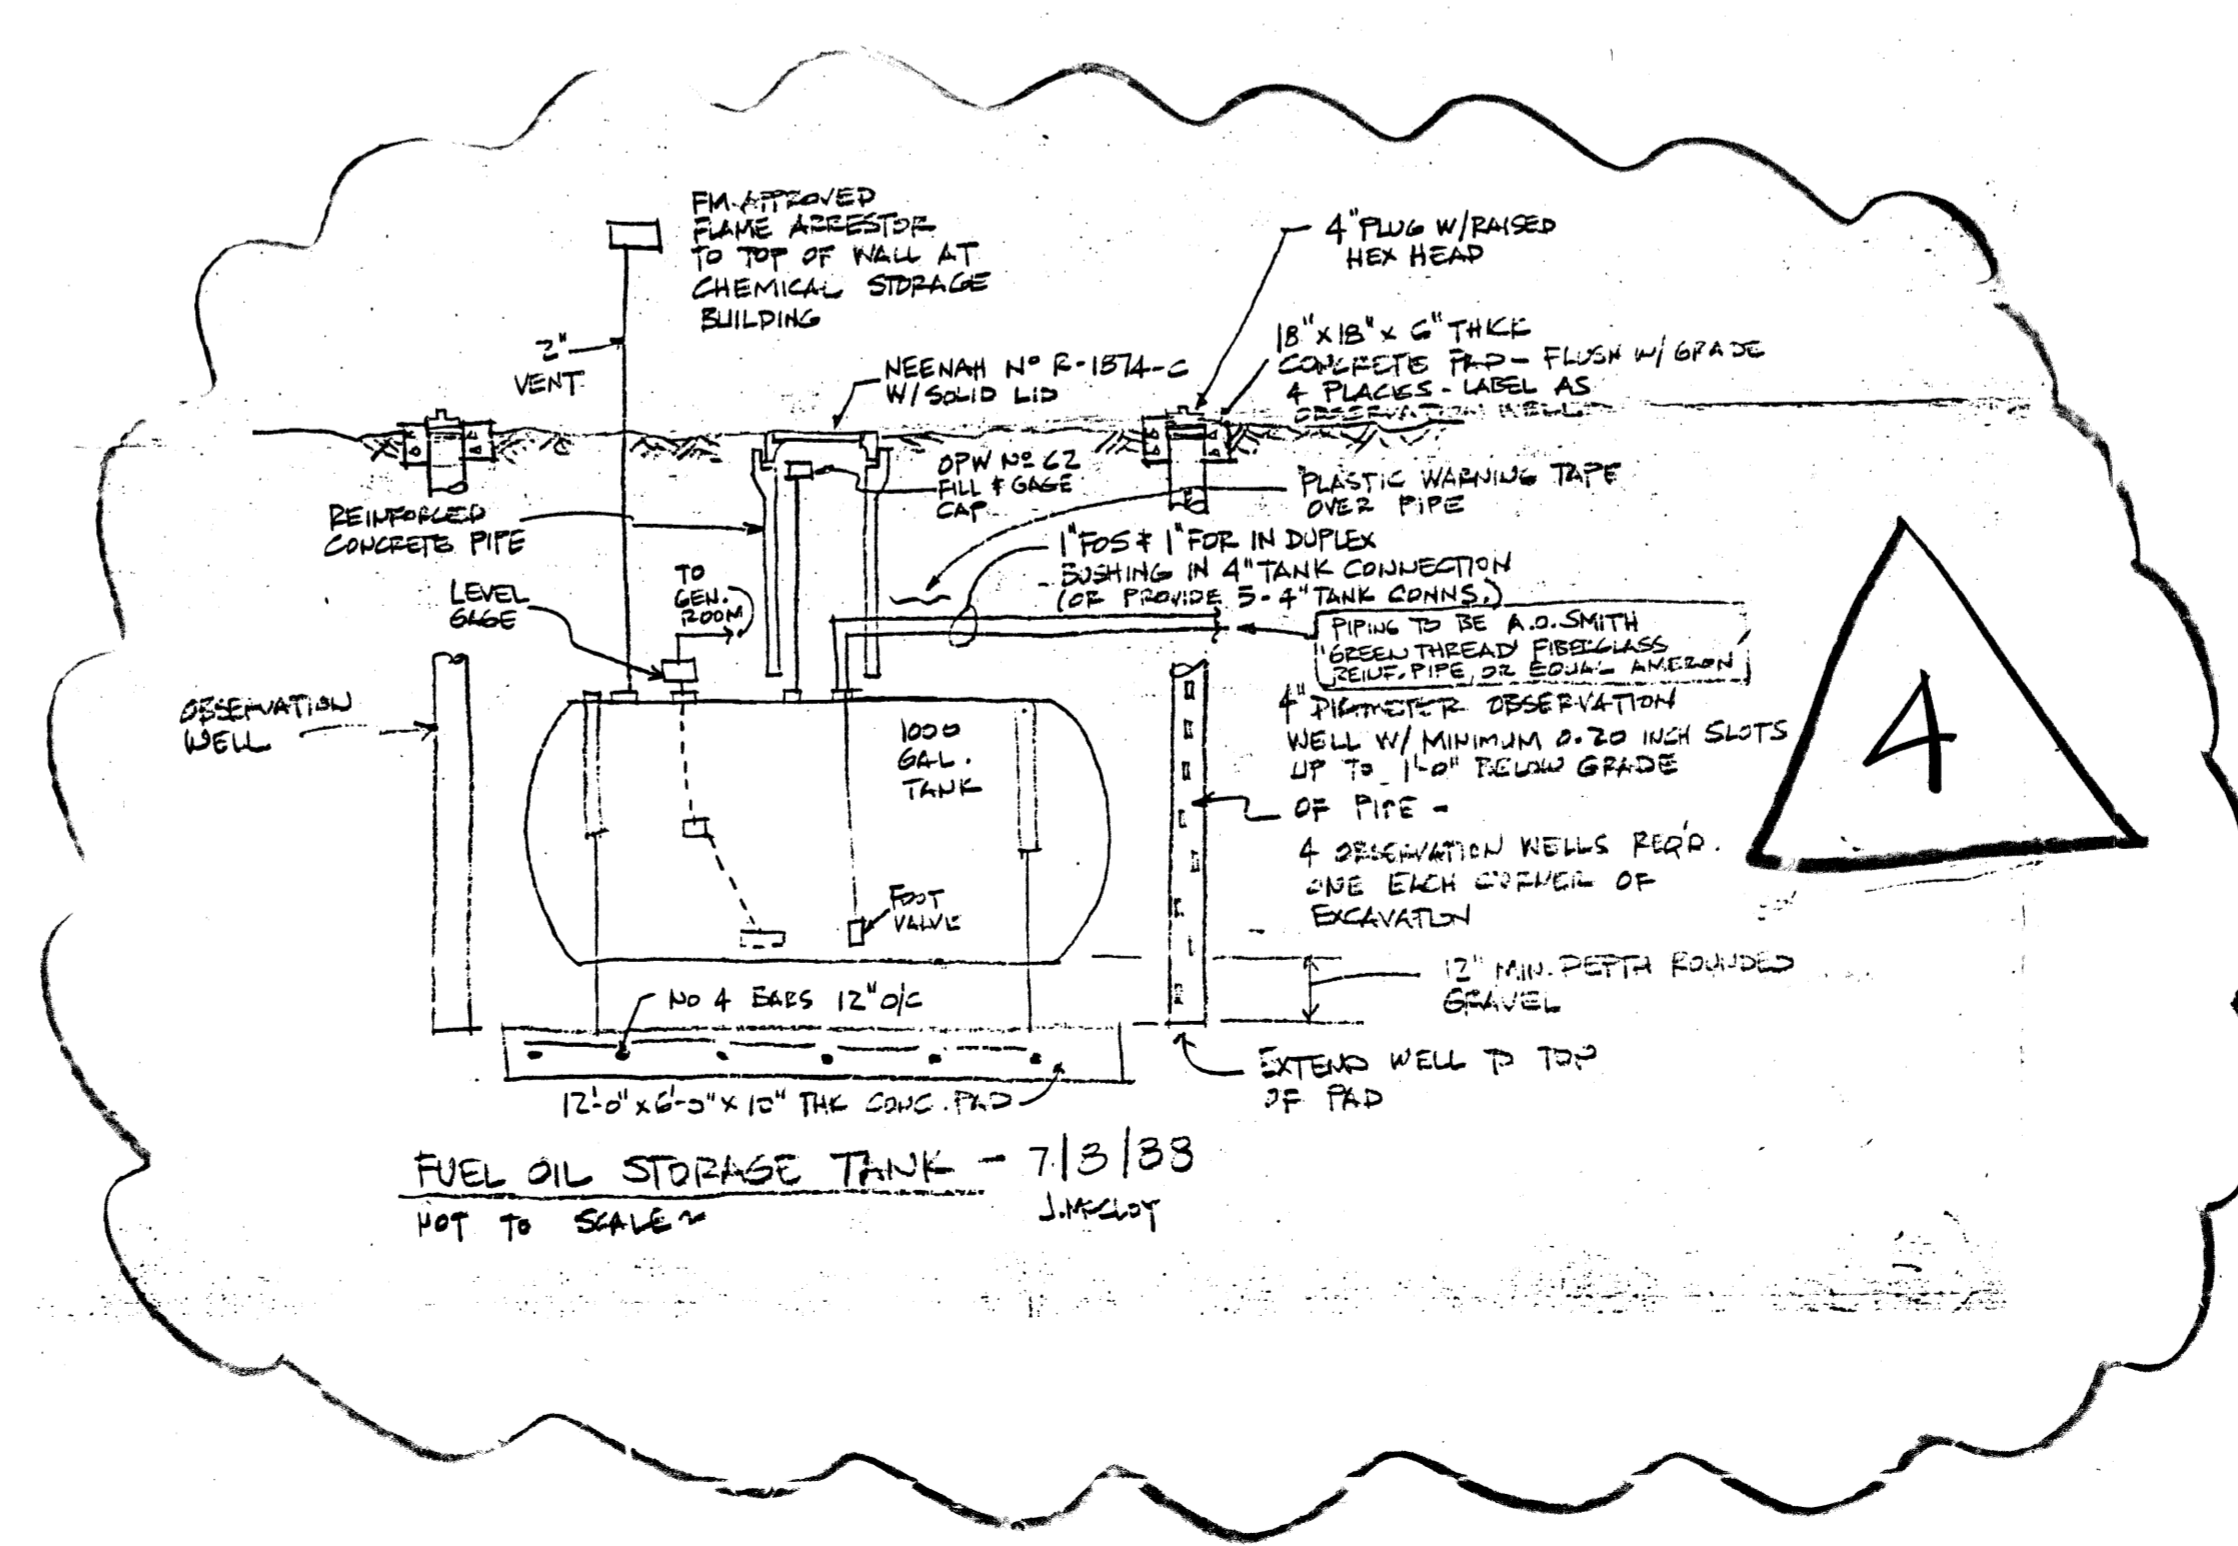 FM-APPROVED
FLAME ARRESTOR
TO TOP OF WALL AT
CHEMICAL STORAGE
BUILDING
2"
VENT
4" PLUG W/RAISED
HEX HEAD
18" x 18" x 6" THICK
CONCRETE PAD - FLUSH W/ GRADE
4 PLACES - LABEL AS
OBSERVATION WELL
NEENAH Nº R-1874-C
W/SOLID LID
OPW Nº 62
FILL & GAGE
CAP
PLASTIC WARNING TAPE
OVER PIPE
REINFORCED
CONCRETE PIPE
1" FOS & 1" FOR IN DUPLEX
BUSHING IN 4" TANK CONNECTION
(OR PROVIDE 5-4" TANK CONNS.)
TO
GEN.
ROOM
LEVEL
GAGE
PIPING TO BE A.O. SMITH
'GREEN THREAD' FIBERGLASS
REINF. PIPE, OR EQUAL AMERON
OBSERVATION
WELL
1000
GAL.
TANK
4" DIAMETER OBSERVATION
WELL W/ MINIMUM 0.20 INCH SLOTS
UP TO 1'-0" BELOW GRADE
OF PIPE -
4 OBSERVATION WELLS REQ'D.
ONE EACH CORNER OF
EXCAVATION
4
FOOT
VALVE
12" MIN. DEPTH ROUNDED
GRAVEL
NO 4 BARS 12" O/C
EXTEND WELL TO TOP
OF PAD
12'-0" x 6'-0" x 10" THK CONC. PAD
FUEL OIL STORAGE TANK - 7/3/
NOT TO SCALE ~
J. McCLOY